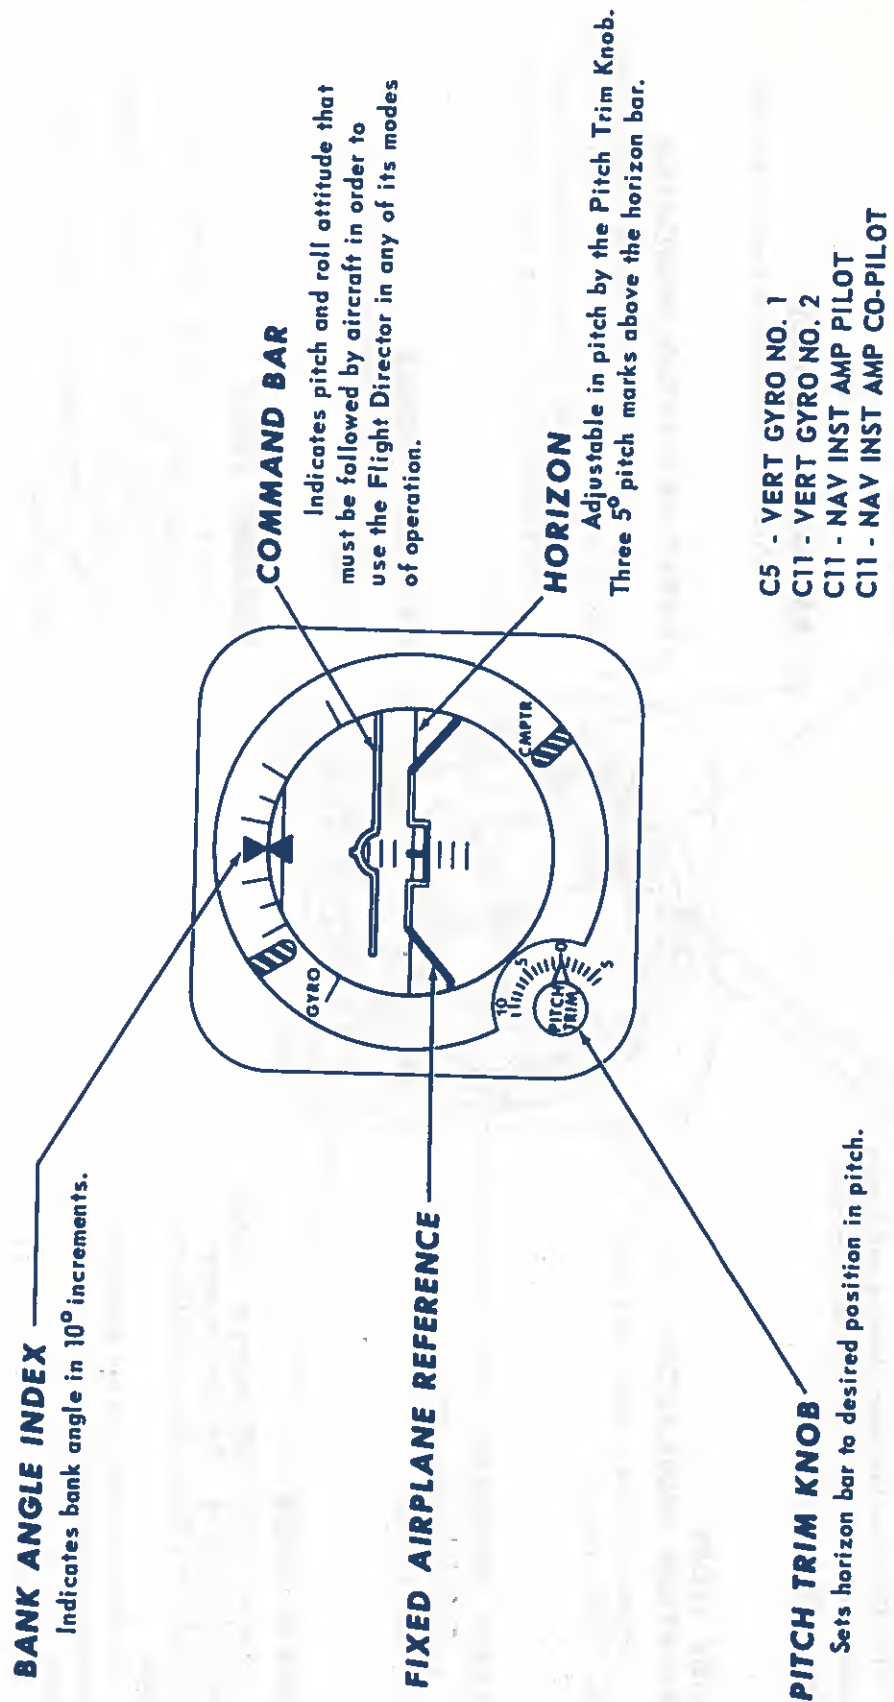 BANK ANGLE INDEX
Indicates bank angle in 10° increments.
COMMAND BAR
Indicates pitch and roll attitude that
must be followed by aircraft in order to
use the Flight Director in any of its modes
of operation.
GYRO
CMPTR
FIXED AIRPLANE REFERENCE
HORIZON
Adjustable in pitch by the Pitch Trim Knob.
Three 5° pitch marks above the horizon bar.
10
5
0
5
PITCH
TRIM
PITCH TRIM KNOB
Sets horizon bar to desired position in pitch.
C5 - VERT GYRO NO. 1
C11 - VERT GYRO NO. 2
C11 - NAV INST AMP PILOT
C11 - NAV INST AMP CO-PILOT